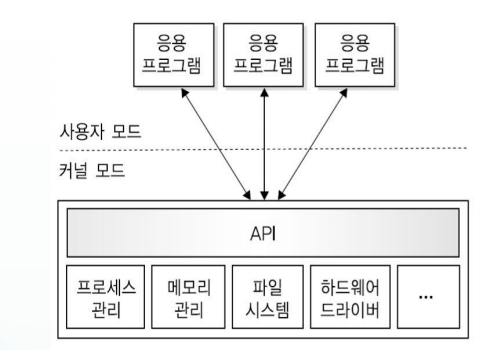 응용
프로그램
응용
프로그램
응용
프로그램
사용자 모드
커널 모드
API
프로세스
관리
메모리
관리
파일
시스템
하드웨어
드라이버
...